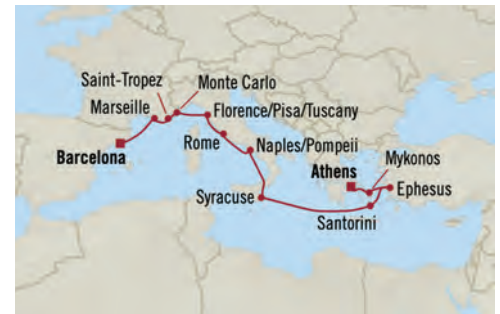 Saint-Tropez
Monte Carlo
Marseille
Florence/Pisa/Tuscany
Rome
Naples/Pompeii
Barcelona
Athens
Mykonos
Ephesus
Syracuse
Santorini